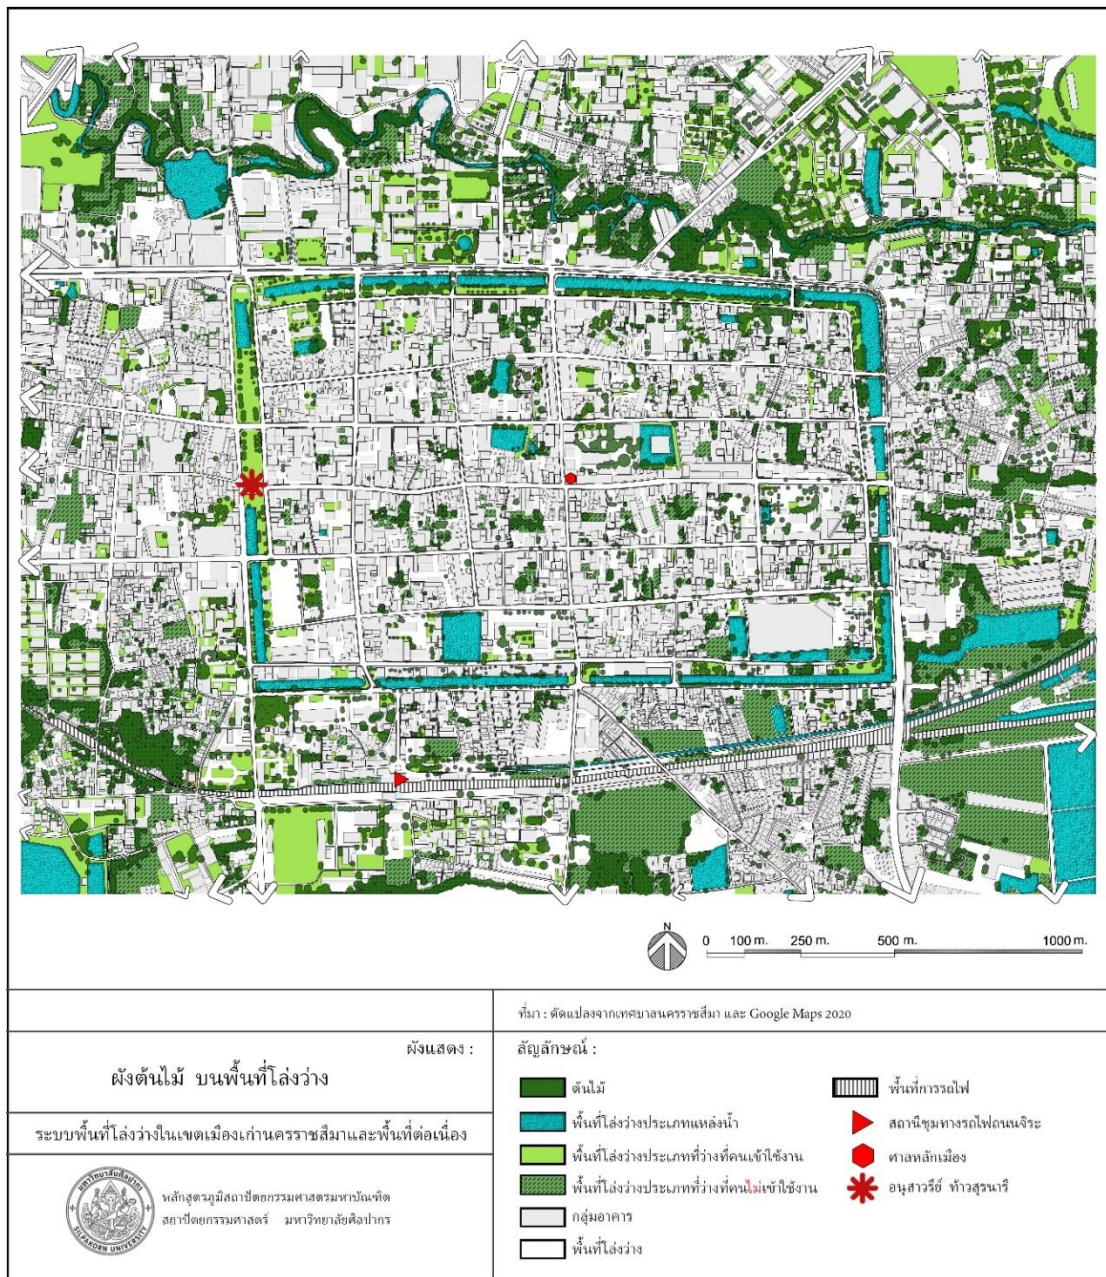 N
0 100 m. 250 m. 500 m. 1000 m.
ที่มา : ดัดแปลงจากเทศบาลนครราชสีมา และ Google Maps 2020
ผังแสดง :
ผังต้นไม้ บนพื้นที่โล่งว่าง
ระบบพื้นที่โล่งว่างในเขตเมืองเก่านครราชสีมาและพื้นที่ต่อเนื่อง
มหาวิทยาลัยศิลปากร
SILPAKORN UNIVERSITY
หลักสูตรภูมิสถาปัตยกรรมศาสตรมหาบัณฑิต
สถาปัตยกรรมศาสตร์ มหาวิทยาลัยศิลปากร
สัญลักษณ์ :
ต้นไม้
พื้นที่โล่งว่างประเภทแหล่งน้ำ
พื้นที่โล่งว่างประเภทที่ว่างที่คนเข้าใช้งาน
พื้นที่โล่งว่างประเภทที่ว่างที่คนไม่เข้าใช้งาน
กลุ่มอาคาร
พื้นที่โล่งว่าง
พื้นที่การรถไฟ
สถานีชุมทางรถไฟถนนจิระ
ศาลหลักเมือง
อนุสาวรีย์ ท้าวสุรนารี